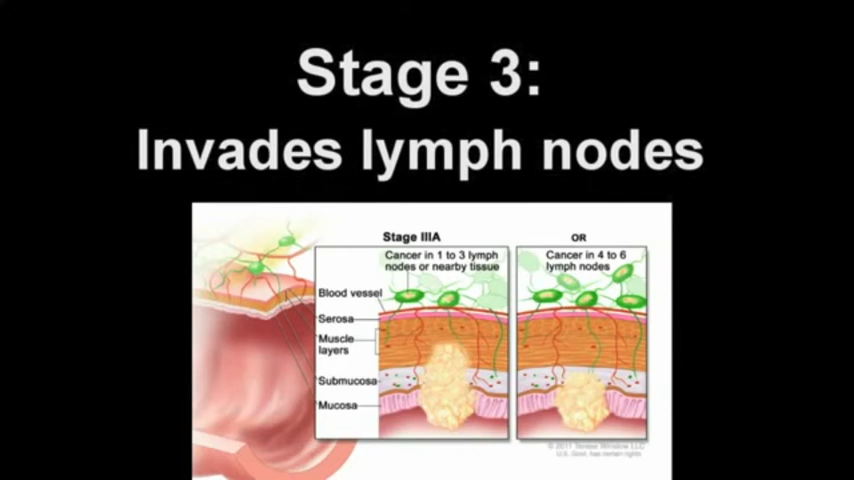 Stage 3:
Invades lymph nodes
Stage IIIA
OR
Cancer in 1 to 3 lymph
nodes or nearby tissue
Cancer in 4 to 6
lymph nodes
Blood vessel
Serosa
Muscle
layers
Submucosa
Mucosa
© 2011 Terese Winslow LLC
U.S. Govt. has certain rights